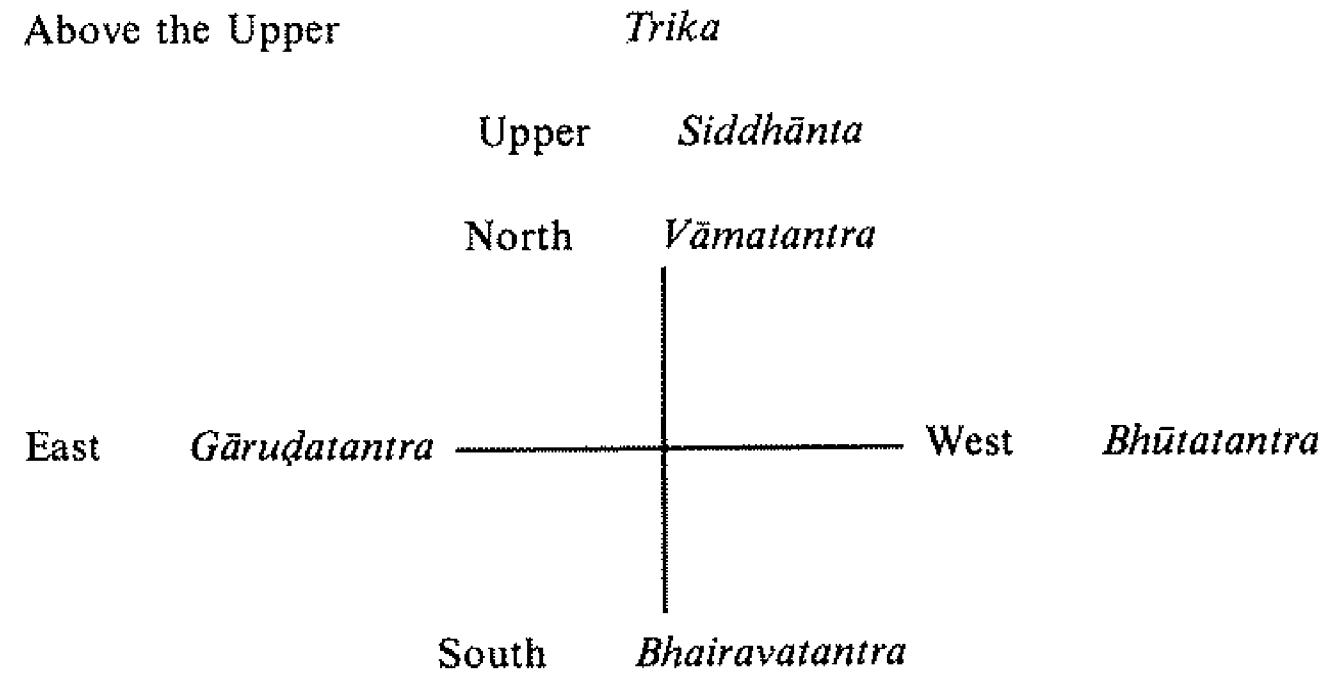 Above the Upper Trika
Upper Siddhānta
North Vāmatantra
East Gāruḍatantra West Bhūtatantra
South Bhairavatantra